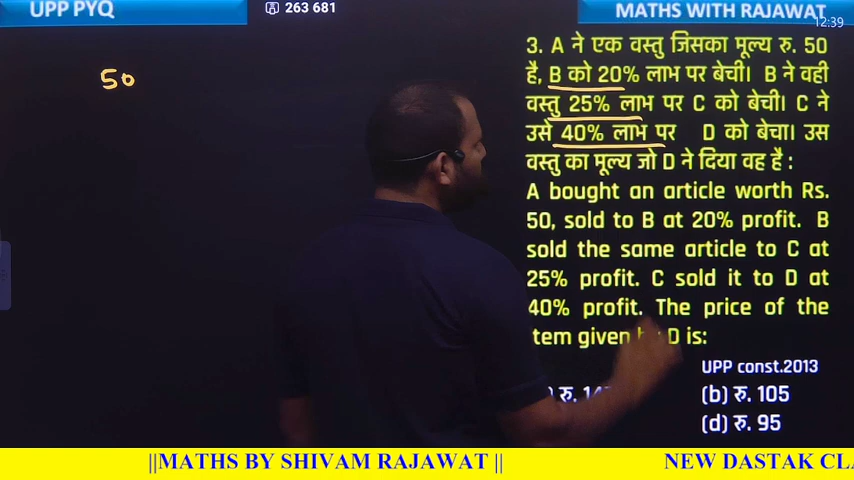 UPP PYQ
263 681
MATHS WITH RAJAWAT
12:39
50
3. A ने एक वस्तु जिसका मूल्य रु. 50
है, B को 20% लाभ पर बेची। B ने वही
वस्तु 25% लाभ पर C को बेची। C ने
उसे 40% लाभ पर D को बेचा। उस
वस्तु का मूल्य जो D ने दिया वह है :
A bought an article worth Rs.
50, sold to B at 20% profit. B
sold the same article to C at
25% profit. C sold it to D at
40% profit. The price of the
tem given D is:
UPP const.2013
रु.
(b) रु. 105
(d) रु. 95
||MATHS BY SHIVAM RAJAWAT ||
NEW DASTAK